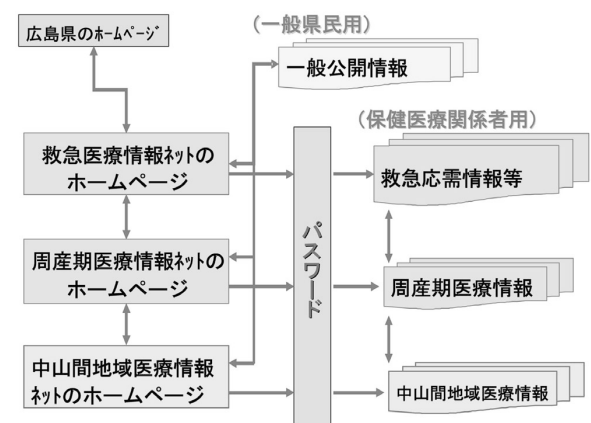 広島県のﾎｰﾑﾍﾟｰｼﾞ
(一般県民用)
一般公開情報
(保健医療関係者用)
救急医療情報ﾈｯﾄの
ホームページ
救急応需情報等
パスワード
周産期医療情報ﾈｯﾄの
ホームページ
周産期医療情報
中山間地域医療情報
ﾈｯﾄのホームページ
中山間地域医療情報